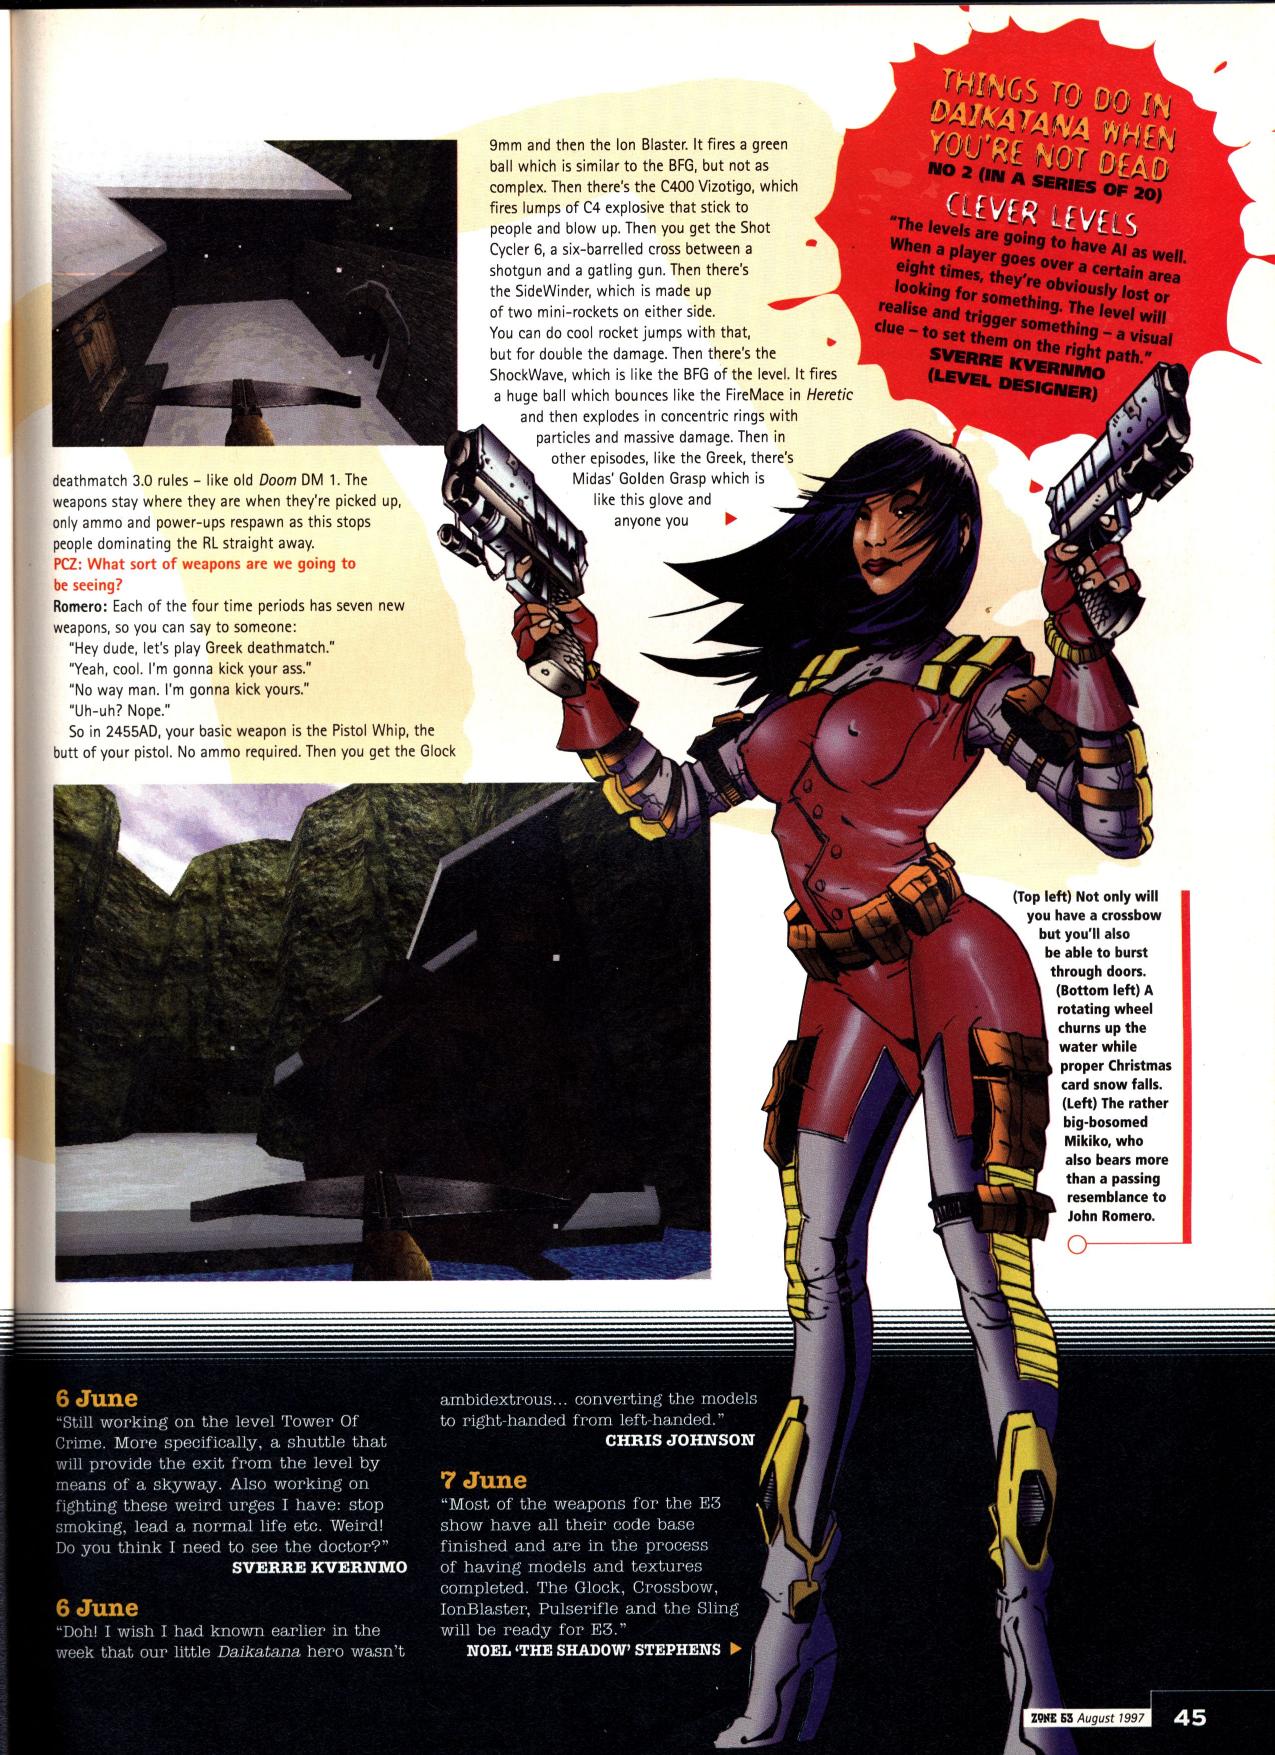 deathmatch 3.0 rules – like old Doom DM 1. The
weapons stay where they are when they're picked up,
only ammo and power-ups respawn as this stops
people dominating the RL straight away.
PCZ: What sort of weapons are we going to
be seeing?
Romero: Each of the four time periods has seven new
weapons, so you can say to someone:
"Hey dude, let's play Greek deathmatch."
"Yeah, cool. I'm gonna kick your ass."
"No way man. I'm gonna kick yours."
"Uh-uh? Nope."
So in 2455AD, your basic weapon is the Pistol Whip, the
butt of your pistol. No ammo required. Then you get the Glock
9mm and then the Ion Blaster. It fires a green
ball which is similar to the BFG, but not as
complex. Then there's the C400 Vizotigo, which
fires lumps of C4 explosive that stick to
people and blow up. Then you get the Shot
Cycler 6, a six-barrelled cross between a
shotgun and a gatling gun. Then there's
the SideWinder, which is made up
of two mini-rockets on either side.
You can do cool rocket jumps with that,
but for double the damage. Then there's the
ShockWave, which is like the BFG of the level. It fires
a huge ball which bounces like the FireMace in Heretic
and then explodes in concentric rings with
particles and massive damage. Then in
other episodes, like the Greek, there's
Midas' Golden Grasp which is
like this glove and
anyone you
THINGS TO DO IN
DAIKATANA WHEN
YOU'RE NOT DEAD
NO 2 (IN A SERIES OF 20)
CLEVER LEVELS
"The levels are going to have AI as well.
When a player goes over a certain area
eight times, they're obviously lost or
looking for something. The level will
realise and trigger something – a visual
clue – to set them on the right path."
SVERRE KVERNMO
(LEVEL DESIGNER)
(Top left) Not only will
you have a crossbow
but you'll also
be able to burst
through doors.
(Bottom left) A
rotating wheel
churns up the
water while
proper Christmas
card snow falls.
(Left) The rather
big-bosomed
Mikiko, who
also bears more
than a passing
resemblance to
John Romero.
6 June
"Still working on the level Tower Of
Crime. More specifically, a shuttle that
will provide the exit from the level by
means of a skyway. Also working on
fighting these weird urges I have: stop
smoking, lead a normal life etc. Weird!
Do you think I need to see the doctor?"
SVERRE KVERNMO
6 June
"Doh! I wish I had known earlier in the
week that our little Daikatana hero wasn't
ambidextrous... converting the models
to right-handed from left-handed."
CHRIS JOHNSON
7 June
"Most of the weapons for the E3
show have all their code base
finished and are in the process
of having models and textures
completed. The Glock, Crossbow,
IonBlaster, Pulserifle and the Sling
will be ready for E3."
NOEL 'THE SHADOW' STEPHENS
ZONE 53 August 1997
45